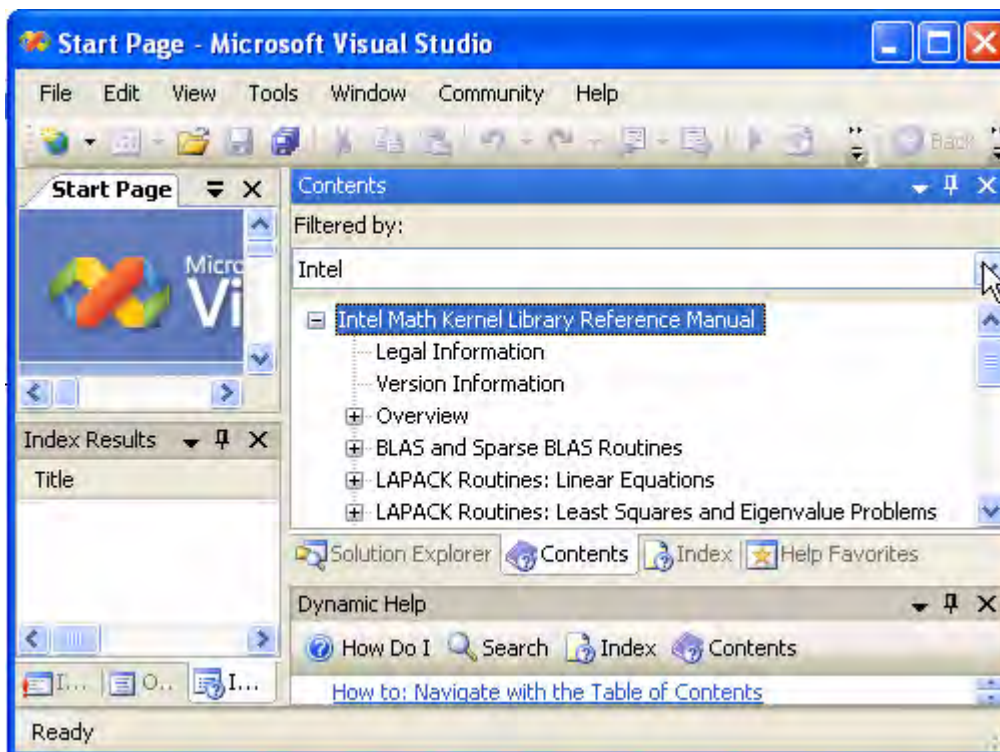 Start Page - Microsoft Visual Studio
File Edit View Tools Window Community Help
Back
Start Page
Micro
Vi
Contents
Filtered by:
Intel
Intel Math Kernel Library Reference Manual
Legal Information
Version Information
Overview
BLAS and Sparse BLAS Routines
LAPACK Routines: Linear Equations
LAPACK Routines: Least Squares and Eigenvalue Problems
Solution Explorer Contents Index Help Favorites
Index Results
Title
I... O... I...
Dynamic Help
How Do I Search Index Contents
How to: Navigate with the Table of Contents
Ready